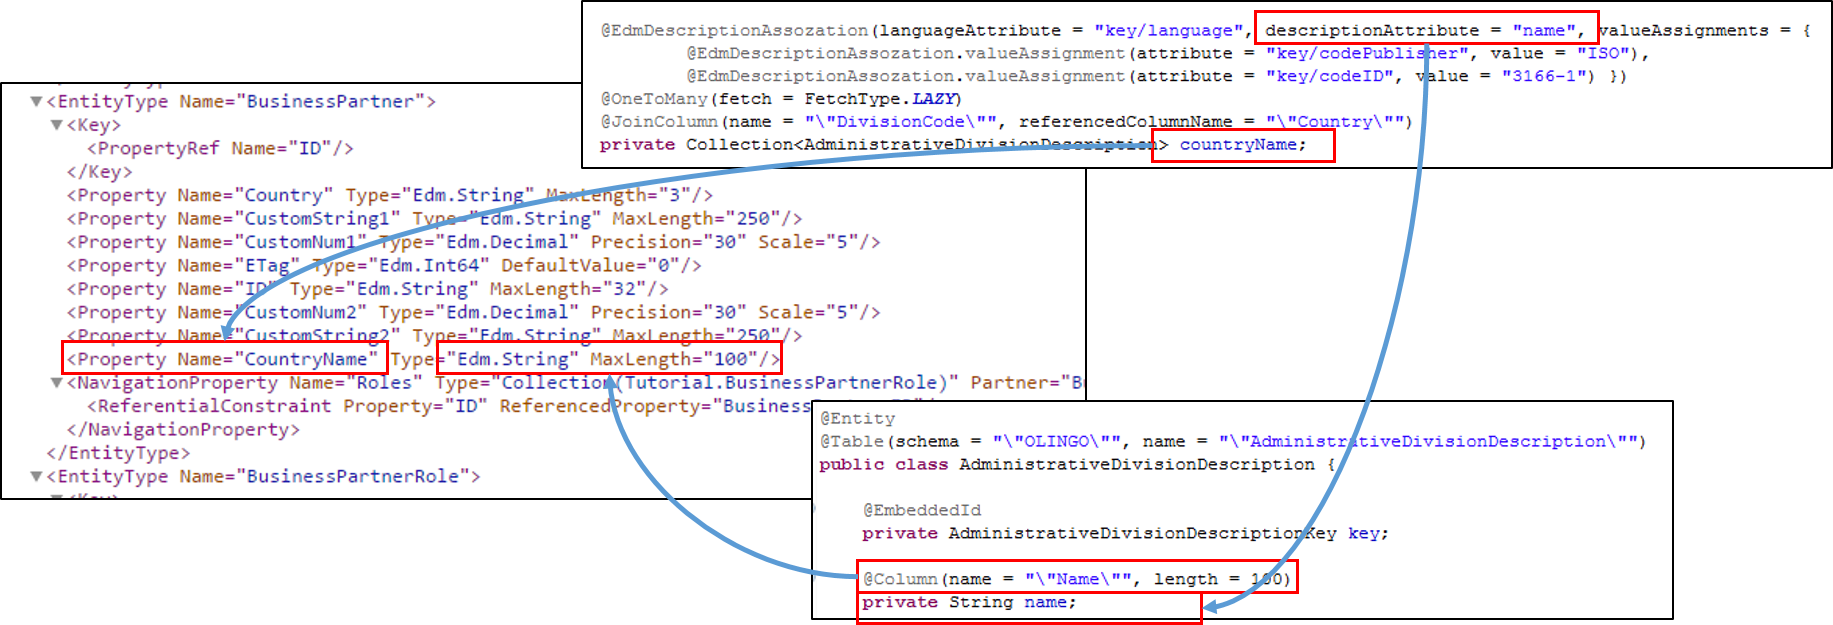 @EdmDescriptionAssozation(languageAttribute = "key/language", descriptionAttribute = "name", valueAssignments = {
@EdmDescriptionAssozation.valueAssignment(attribute = "key/codePublisher", value = "ISO"),
@EdmDescriptionAssozation.valueAssignment(attribute = "key/codeID", value = "3166-1") })
@OneToMany(fetch = FetchType.LAZY)
@JoinColumn(name = "\"DivisionCode\"", referencedColumnName = "\"Country\"")
private Collection<AdministrativeDivisionDescription> countryName;
<EntityType Name="BusinessPartner">
<Key>
<PropertyRef Name="ID"/>
</Key>
<Property Name="Country" Type="Edm.String" MaxLength="3"/>
<Property Name="CustomString1" Type="Edm.String" MaxLength="250"/>
<Property Name="CustomNum1" Type="Edm.Decimal" Precision="30" Scale="5"/>
<Property Name="ETag" Type="Edm.Int64" DefaultValue="0"/>
<Property Name="ID" Type="Edm.String" MaxLength="32"/>
<Property Name="CustomNum2" Type="Edm.Decimal" Precision="30" Scale="5"/>
<Property Name="CustomString2" Type="Edm.String" MaxLength="250"/>
<Property Name="CountryName" Type="Edm.String" MaxLength="100"/>
<NavigationProperty Name="Roles" Type="Collection(Tutorial.BusinessPartnerRole)" Partner="Bu
<ReferentialConstraint Property="ID" ReferencedProperty="Busines
</NavigationProperty>
</EntityType>
<EntityType Name="BusinessPartnerRole">
@Entity
@Table(schema = "\"OLINGO\"", name = "\"AdministrativeDivisionDescription\"")
public class AdministrativeDivisionDescription {
@EmbeddedId
private AdministrativeDivisionDescriptionKey key;
@Column(name = "\"Name\"", length = 100)
private String name;